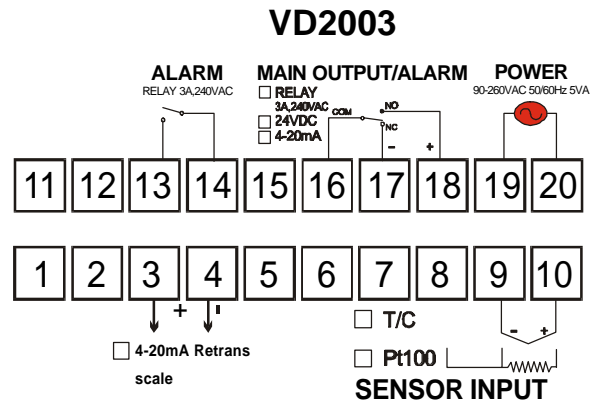 VD2003
ALARM
RELAY 3A,240VAC
MAIN OUTPUT/ALARM
RELAY
3A,240VAC
24VDC
4-20mA
COM
NO
NC
- +
POWER
90-260VAC 50/60Hz 5VA
11 12 13 14 15 16 17 18 19 20
1 2 3 4 5 6 7 8 9 10
+ -
4-20mA Retrans
scale
T/C
- +
Pt100
SENSOR INPUT